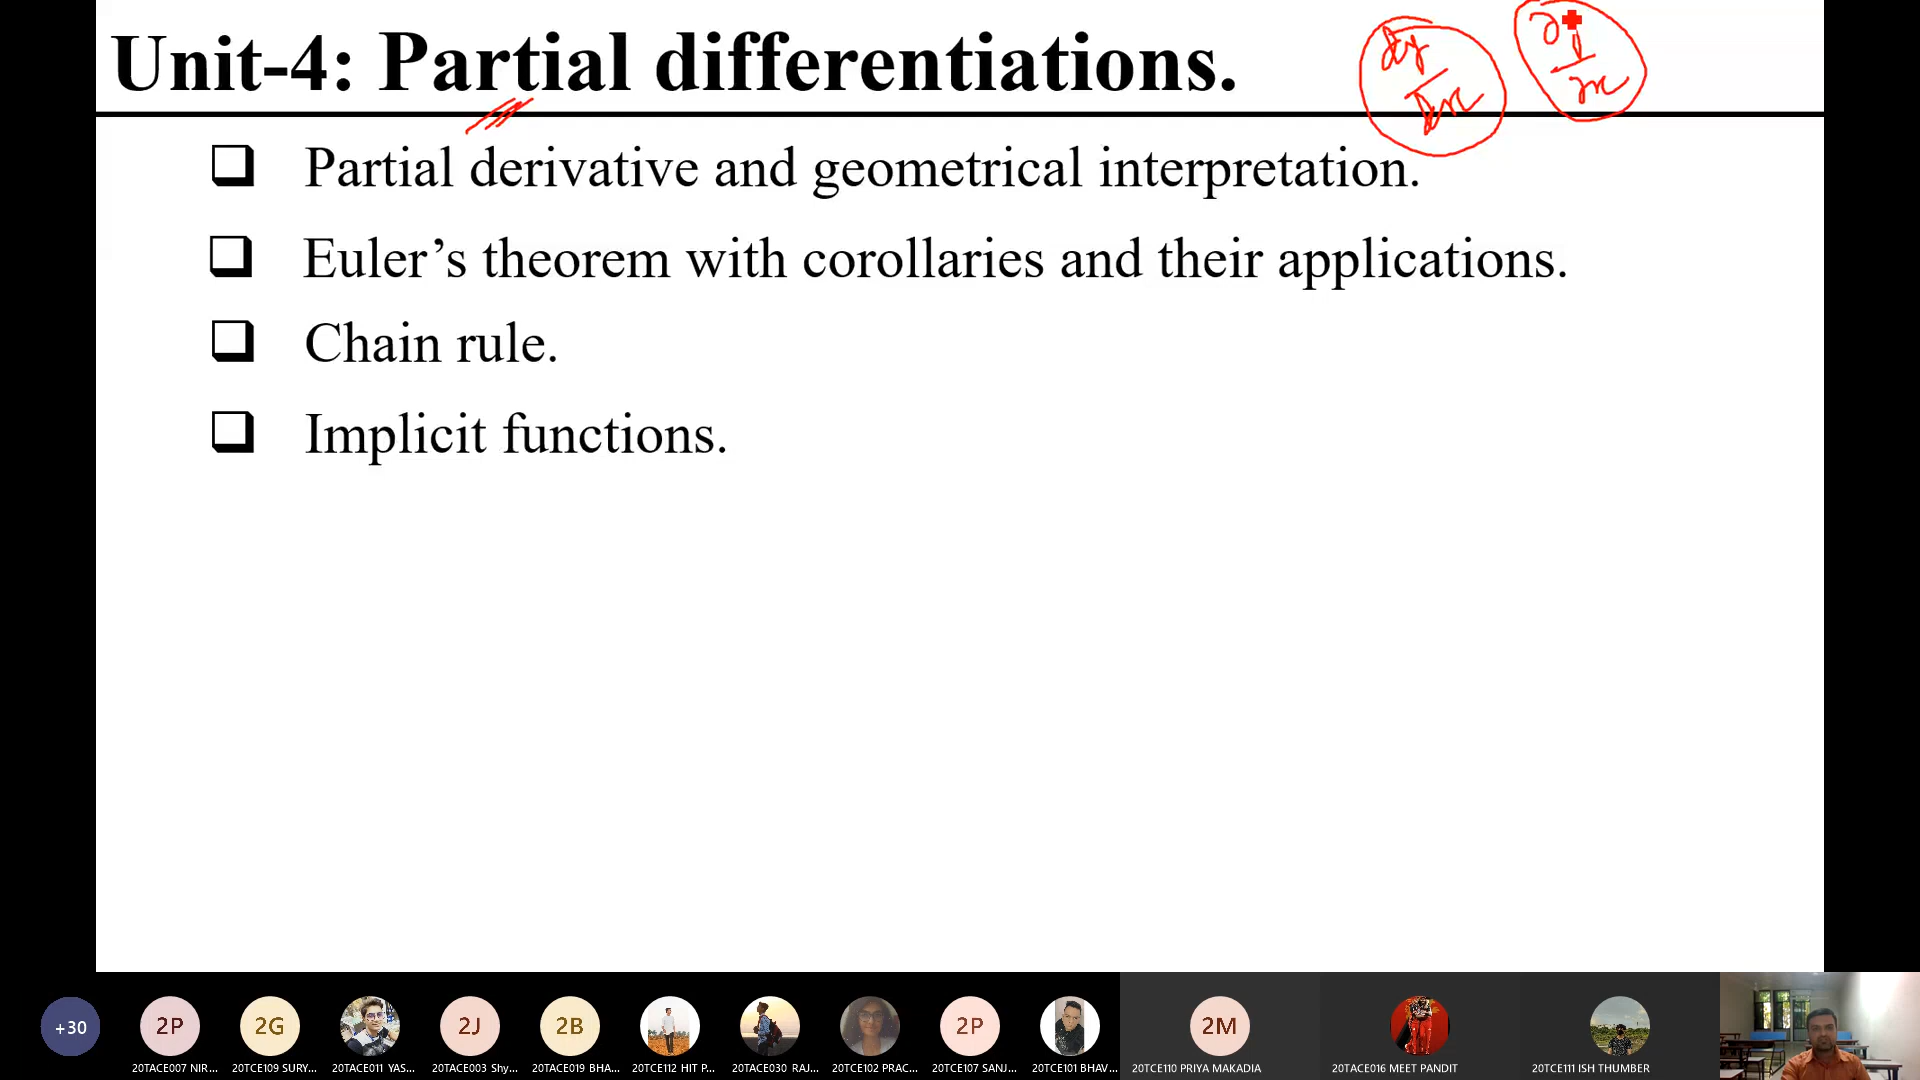 Unit-4: Partial differentiations.
dy/dx
∂y/∂x
Partial derivative and geometrical interpretation.
Euler’s theorem with corollaries and their applications.
Chain rule.
Implicit functions.
+30
2P
2G
2J
2B
2P
2M
20TACE007 NIR...
20TCE109 SURY...
20TACE011 YAS...
20TACE003 Shy...
20TACE019 BHA...
20TCE112 HIT P...
20TACE030 RAJ...
20TCE102 PRAC...
20TCE107 SANJ...
20TCE101 BHAV...
20TCE110 PRIYA MAKADIA
20TACE016 MEET PANDIT
20TCE111 ISH THUMBER